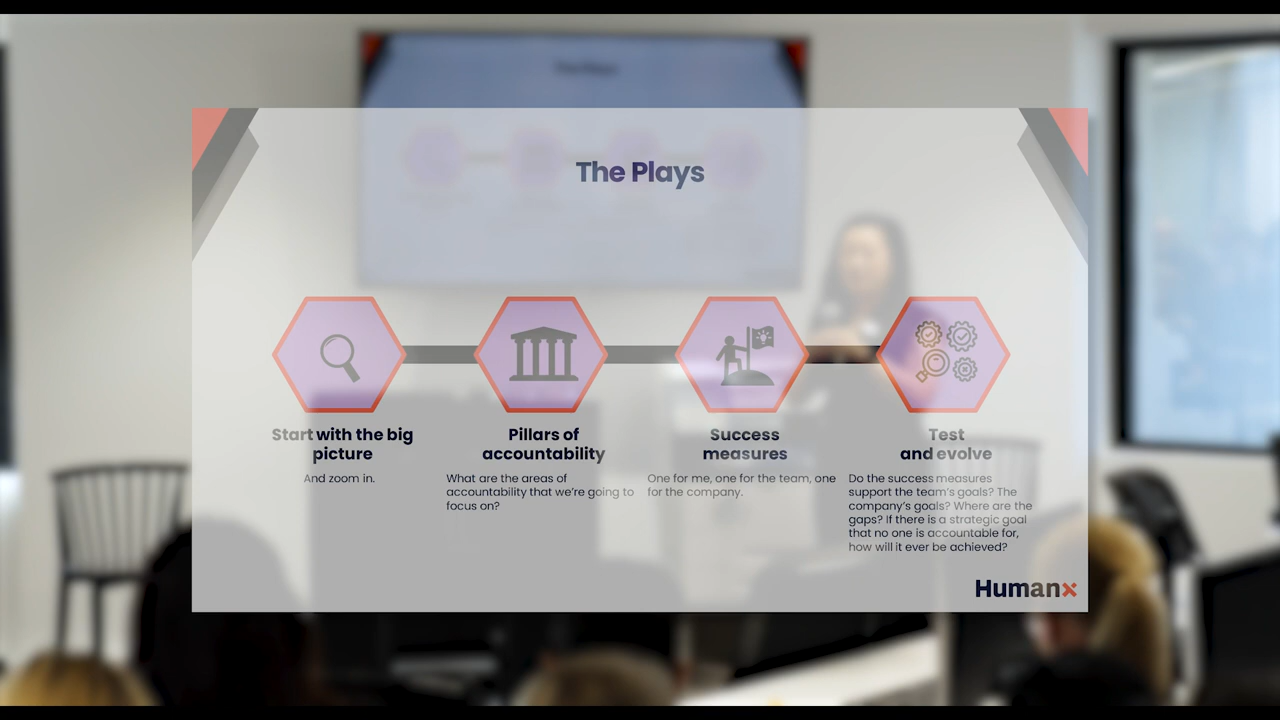 The Plays
Start with the big
picture
And zoom in.
Pillars of
accountability
What are the areas of
accountability that we're going to
focus on?
Success
measures
One for me, one for the team, one
for the company.
Test
and evolve
Do the success measures
support the team's goals? The
company's goals? Where are the
gaps? If there is a strategic goal
that no one is accountable for,
how will it ever be achieved?
Humanx